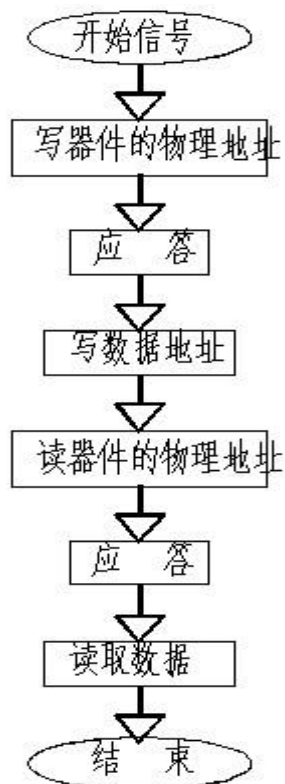 开始信号
写器件的物理地址
应 答
写数据地址
读器件的物理地址
应 答
读取数据
结 束